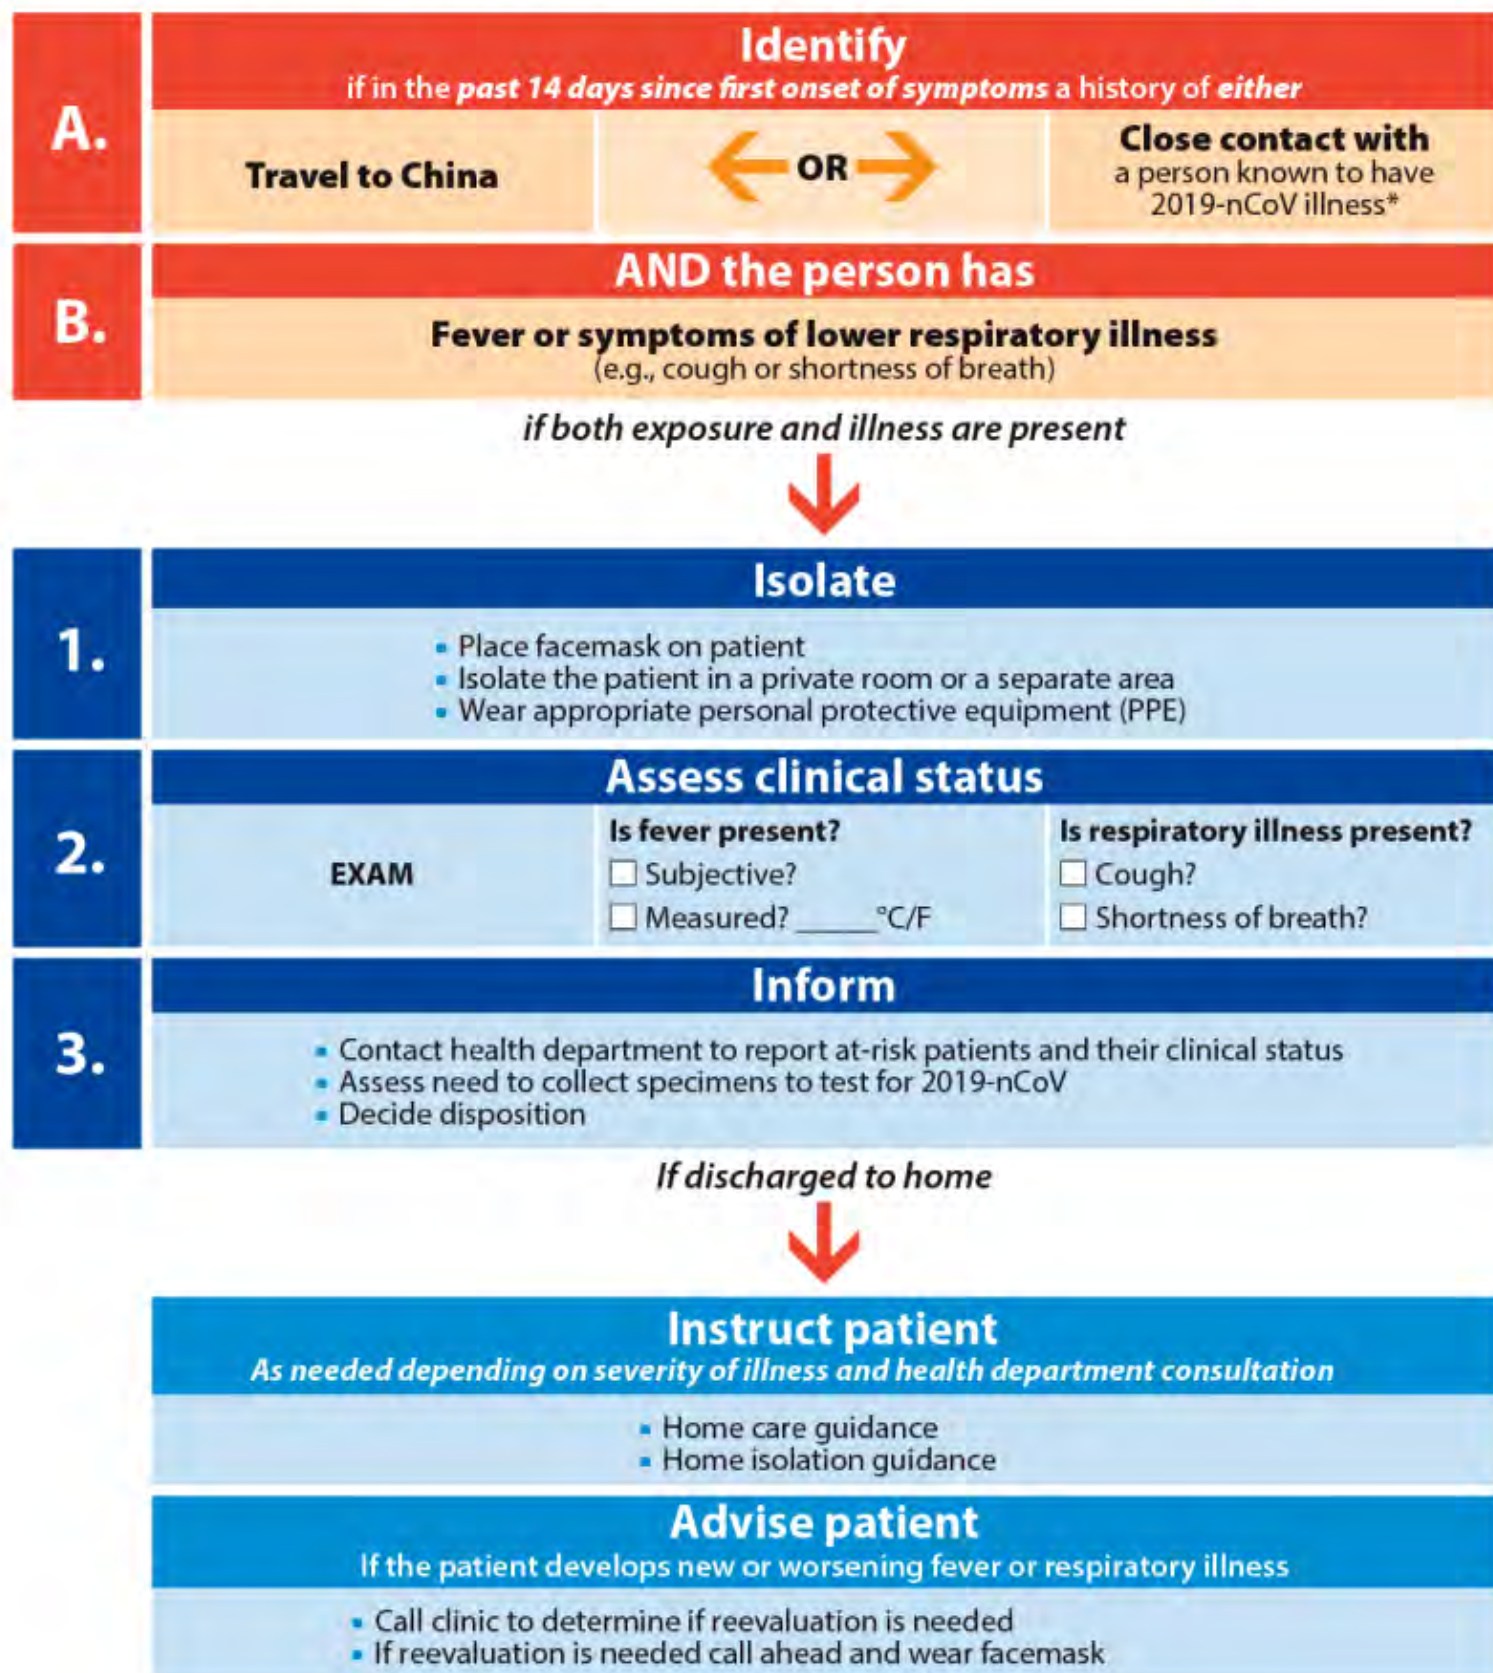 A.
Identify
if in the past 14 days since first onset of symptoms a history of either
Travel to China
OR
Close contact with
a person known to have
2019-nCoV illness*
B.
AND the person has
Fever or symptoms of lower respiratory illness
(e.g., cough or shortness of breath)
if both exposure and illness are present
1.
Isolate
▪ Place facemask on patient
▪ Isolate the patient in a private room or a separate area
▪ Wear appropriate personal protective equipment (PPE)
2.
Assess clinical status
EXAM
Is fever present?
☐ Subjective?
☐ Measured? _____°C/F
Is respiratory illness present?
☐ Cough?
☐ Shortness of breath?
3.
Inform
▪ Contact health department to report at-risk patients and their clinical status
▪ Assess need to collect specimens to test for 2019-nCoV
▪ Decide disposition
If discharged to home
Instruct patient
As needed depending on severity of illness and health department consultation
▪ Home care guidance
▪ Home isolation guidance
Advise patient
If the patient develops new or worsening fever or respiratory illness
▪ Call clinic to determine if reevaluation is needed
▪ If reevaluation is needed call ahead and wear facemask